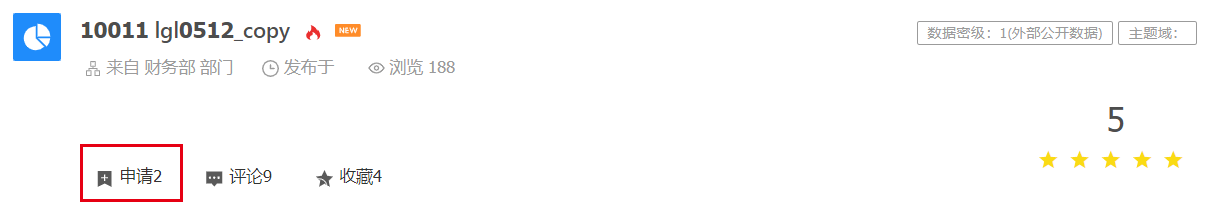 10011 lgl0512_copy NEW
数据密级：1(外部公开数据) 主题域：
来自 财务部 部门 发布于 浏览 188
5
申请2 评论9 收藏4